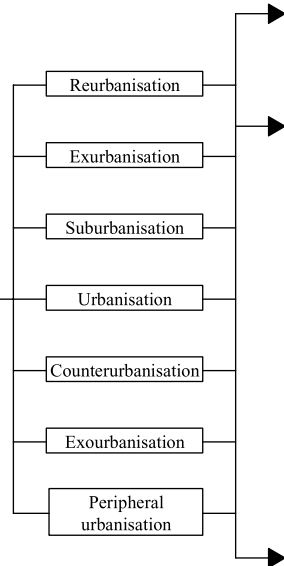 Reurbanisation
Exurbanisation
Suburbanisation
Urbanisation
Counterurbanisation
Exourbanisation
Peripheral
urbanisation